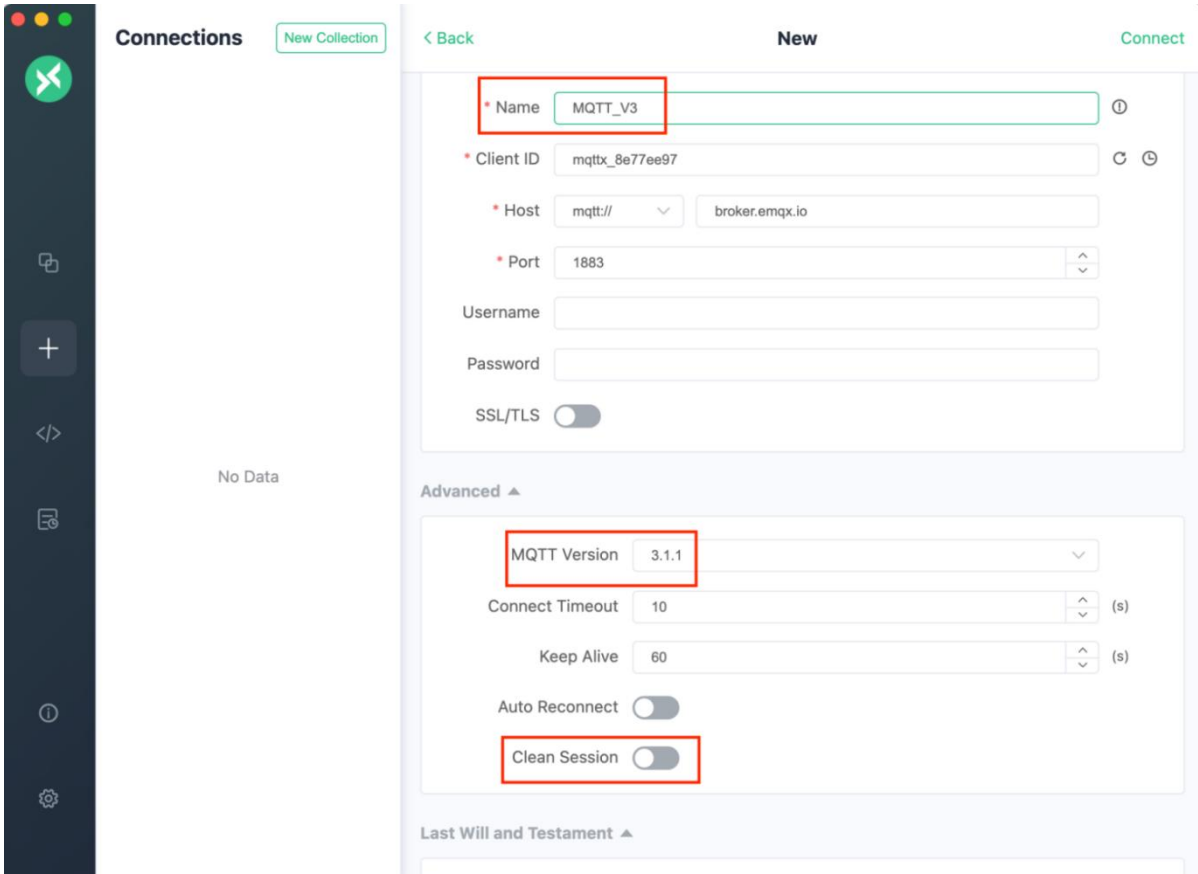 Connections
New Collection
< Back
New
Connect
* Name MQTT_V3
* Client ID mqttx_8e77ee97
* Host mqtt:// broker.emqx.io
* Port 1883
Username
Password
SSL/TLS
No Data
Advanced
MQTT Version 3.1.1
Connect Timeout 10 (s)
Keep Alive 60 (s)
Auto Reconnect
Clean Session
Last Will and Testament